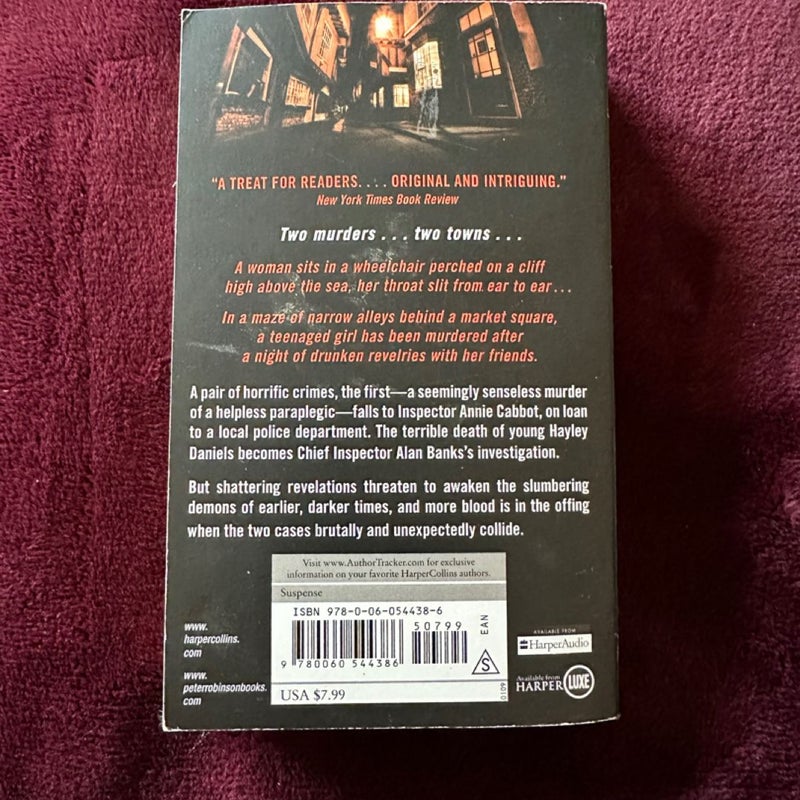 “A TREAT FOR READERS. . . . ORIGINAL AND INTRIGUING.”
New York Times Book Review
Two murders . . . two towns . . .
A woman sits in a wheelchair perched on a cliff
high above the sea, her throat slit from ear to ear . . .
In a maze of narrow alleys behind a market square,
a teenaged girl has been murdered after
a night of drunken revelries with her friends.
A pair of horrific crimes, the first—a seemingly senseless murder
of a helpless paraplegic—falls to Inspector Annie Cabbot, on loan
to a local police department. The terrible death of young Hayley
Daniels becomes Chief Inspector Alan Banks’s investigation.
But shattering revelations threaten to awaken the slumbering
demons of earlier, darker times, and more blood is in the offing
when the two cases brutally and unexpectedly collide.
Visit www.AuthorTracker.com for exclusive
information on your favorite HarperCollins authors.
Suspense
ISBN 978-0-06-054438-6
50799
EAN
9 780060 544386
S
USA $7.99
0109
www.
harpercollins.
com
www.
peterrobinsonbooks.
com
AVAILABLE FROM
HarperAudio
Available from
HARPER LUXE